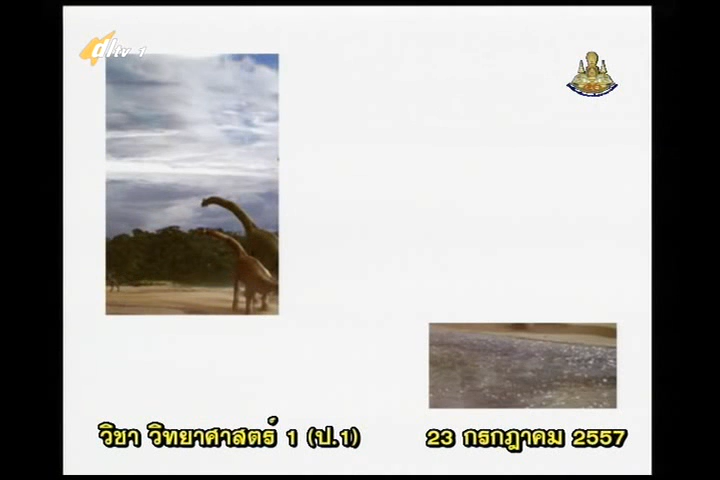 dltv 1
วิชา วิทยาศาสตร์ 1 (ป.1)
23 กรกฎาคม 2557